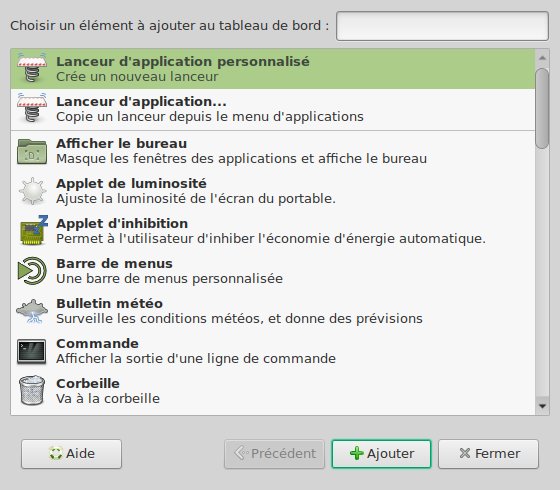 Choisir un élément à ajouter au tableau de bord :
Lanceur d'application personnalisé
Crée un nouveau lanceur
Lanceur d'application...
Copie un lanceur depuis le menu d'applications
Afficher le bureau
Masque les fenêtres des applications et affiche le bureau
Applet de luminosité
Ajuste la luminosité de l'écran du portable.
Applet d'inhibition
Permet à l'utilisateur d'inhiber l'économie d'énergie automatique.
Barre de menus
Une barre de menus personnalisée
Bulletin météo
Surveille les conditions météos, et donne des prévisions
Commande
Afficher la sortie d'une ligne de commande
Corbeille
Va à la corbeille
Aide
Précédent
Ajouter
Fermer